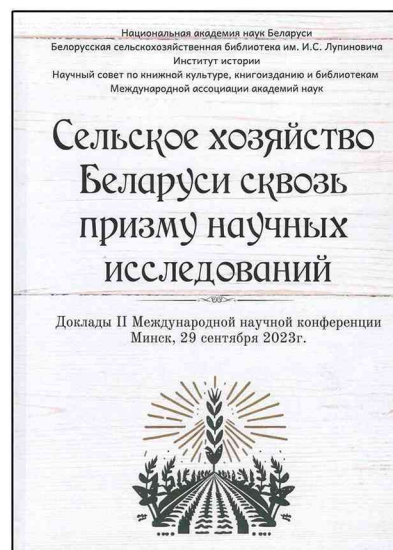 Национальная академия наук Беларуси
Белорусская сельскохозяйственная библиотека им. И.С. Лупиновича
Институт истории
Научный совет по книжной культуре, книгоизданию и библиотекам
Международной ассоциации академий наук
Сельское хозяйство
Беларуси сквозь
призму научных
исследований
Доклады II Международной научной конференции
Минск, 29 сентября 2023г.